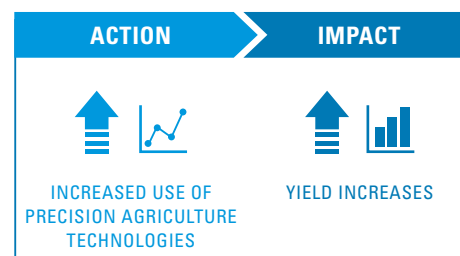 ACTION
IMPACT
INCREASED USE OF
PRECISION AGRICULTURE
TECHNOLOGIES
YIELD INCREASES